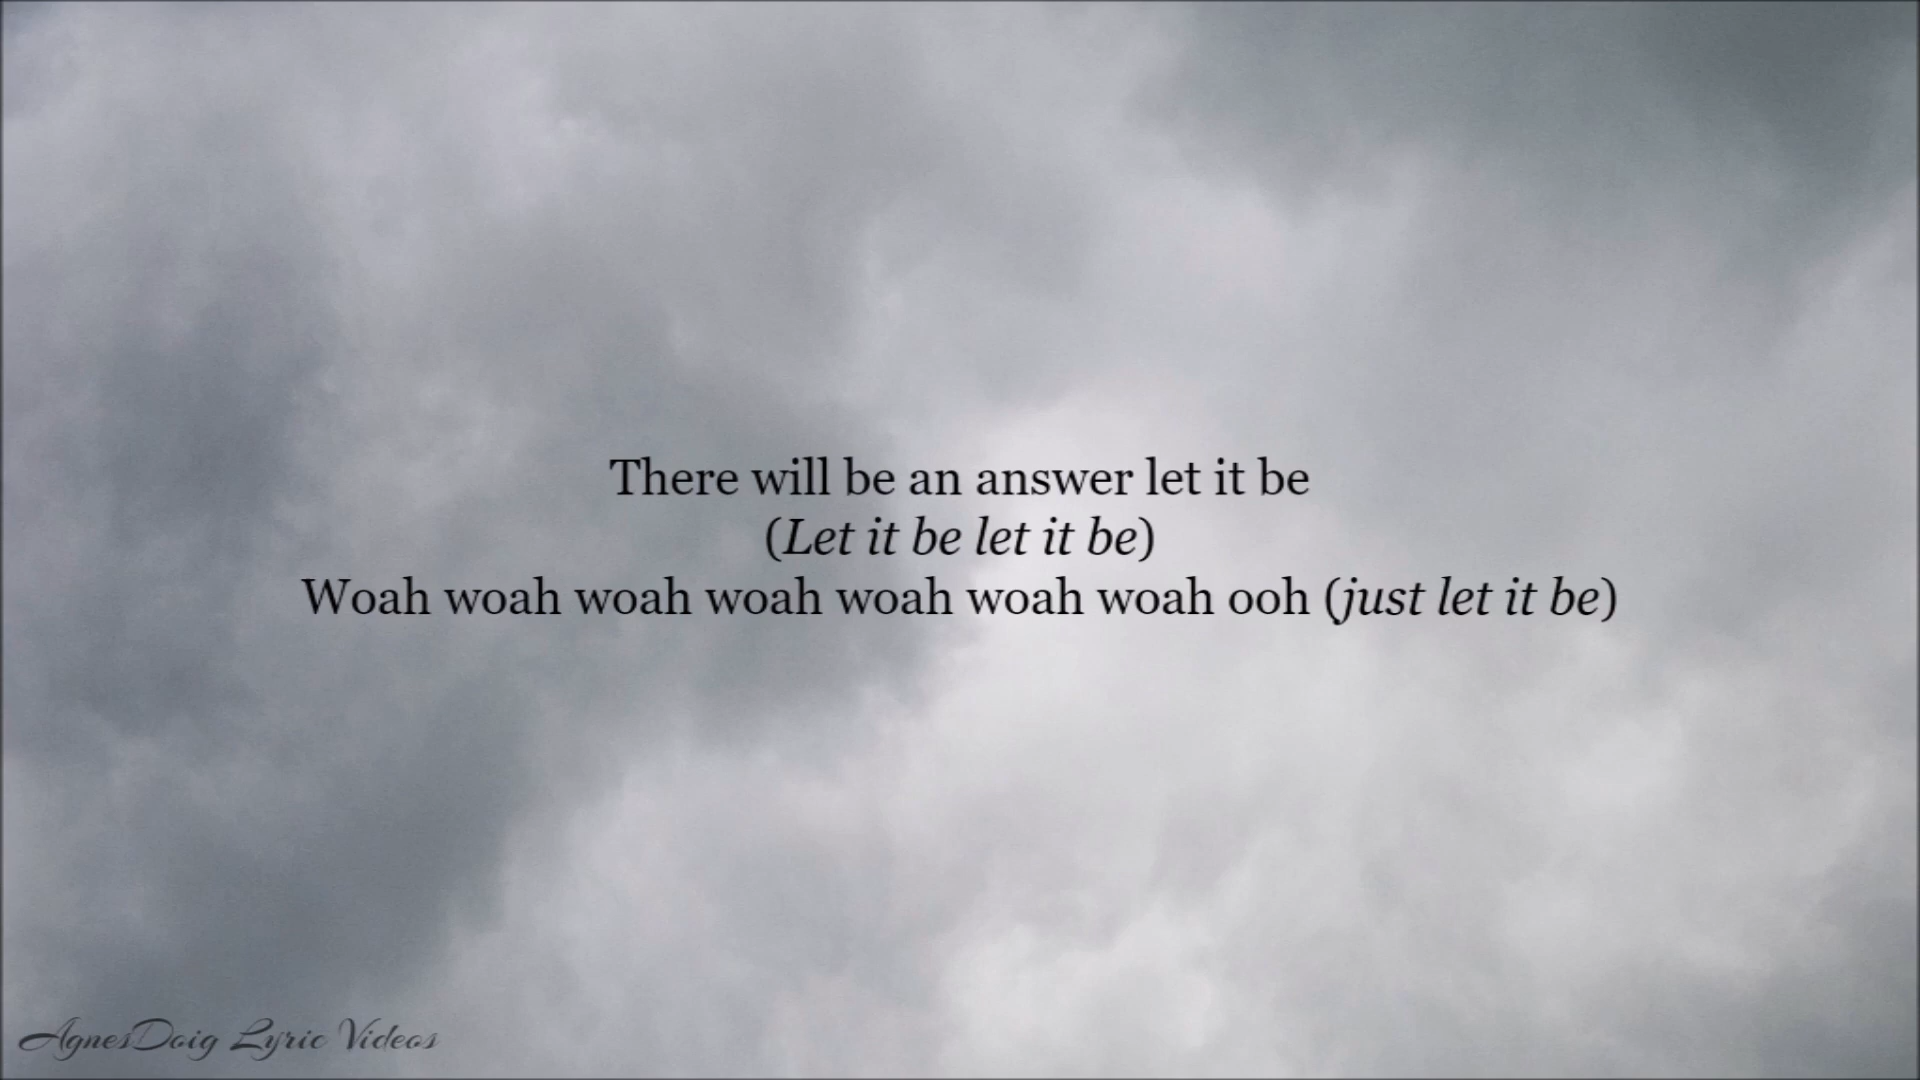 There will be an answer let it be
(Let it be let it be)
Woah woah woah woah woah woah woah ooh (just let it be)
AgnesDoig Lyric Videos